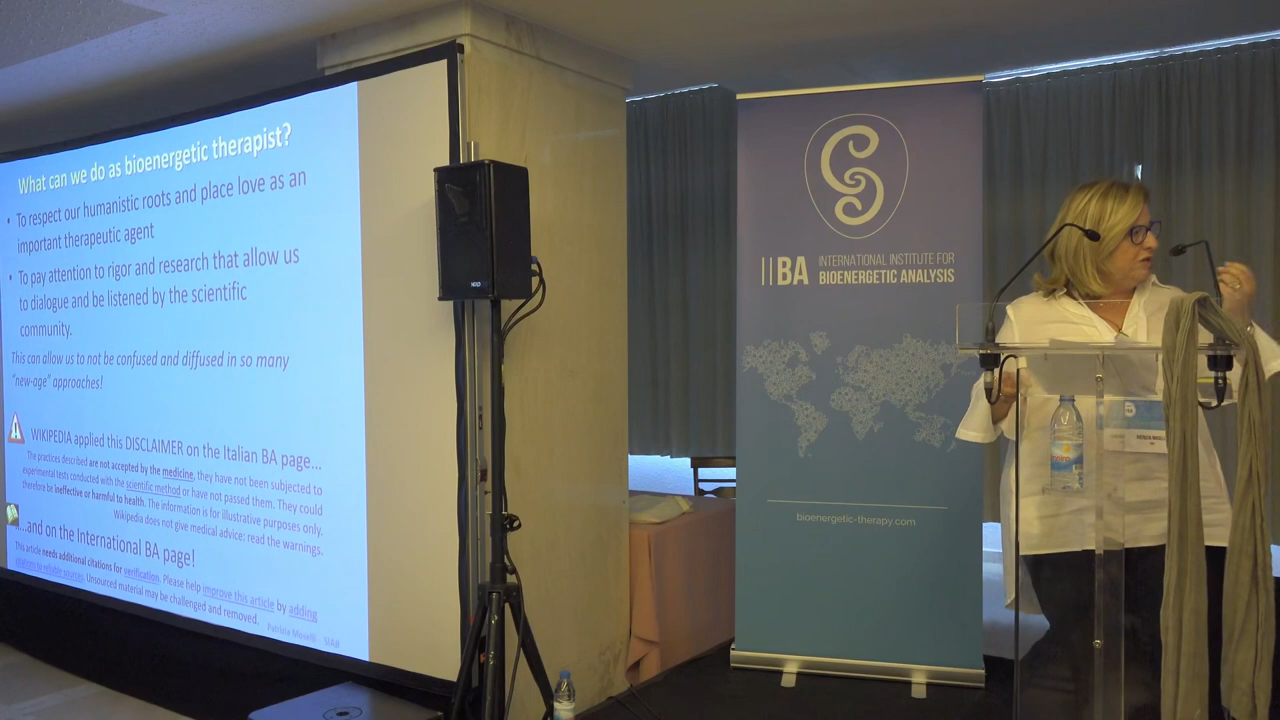 What can we do as bioenergetic therapist?
• To respect our humanistic roots and place love as an
important therapeutic agent
• To pay attention to rigor and research that allow us
to dialogue and be listened by the scientific
community.
This can allow us to not be confused and diffused in so many
"new-age" approaches!
WIKIPEDIA applied this DISCLAIMER on the Italian BA page...
The practices described are not accepted by the medicine, they have not been subjected to
experimental tests conducted with the scientific method or have not passed them. They could
therefore be ineffective or harmful to health. The information is for illustrative purposes only.
Wikipedia does not give medical advice: read the warnings.
...and on the International BA page!
This article needs additional citations for verification. Please help improve this article by adding
citations to reliable sources. Unsourced material may be challenged and removed.
Patrizia Moselli - SIAB
IIBA
INTERNATIONAL INSTITUTE FOR
BIOENERGETIC ANALYSIS
bioenergetic-therapy.com